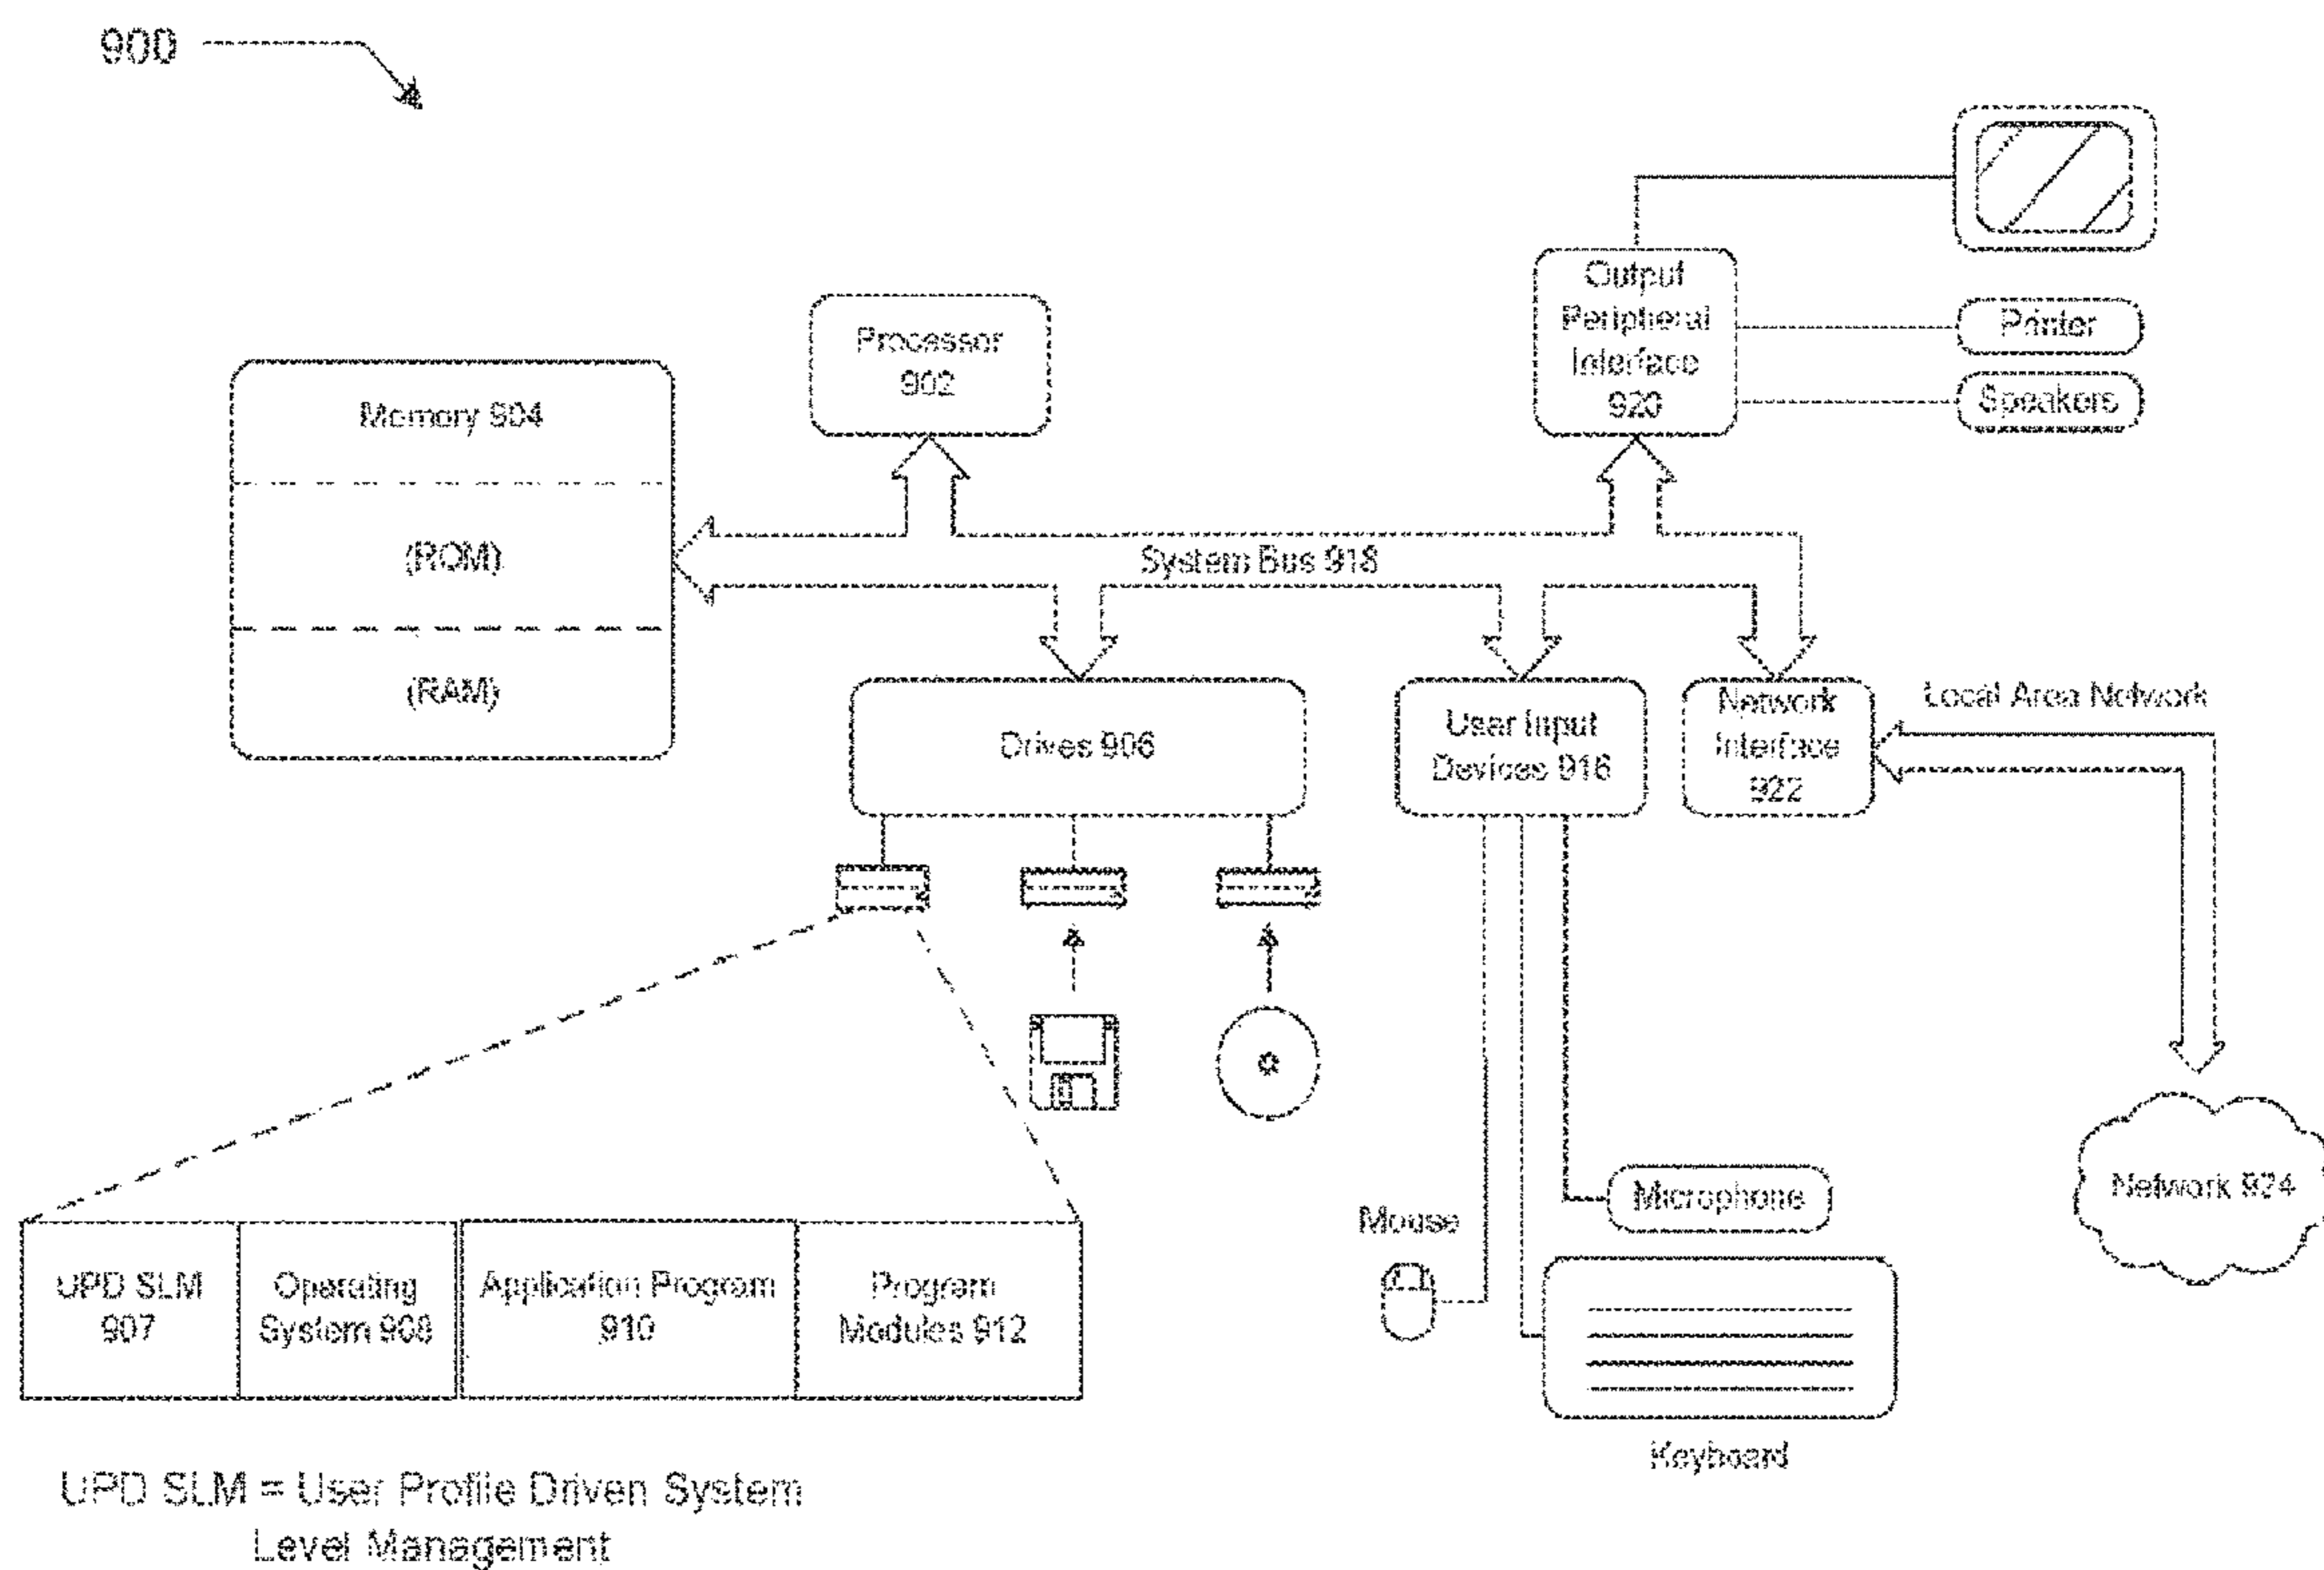 900
Output
Peripheral
Interface
920
Printer
Speakers
Processor
902
Memory 904
(ROM)
(RAM)
System Bus 918
Drives 906
User Input
Devices 916
Network
Interface
922
Local Area Network
Network 924
Microphone
Mouse
Keyboard
UPD SLM
907
Operating
System 908
Application Program
910
Program
Modules 912
UPD SLM = User Profile Driven System
Level Management